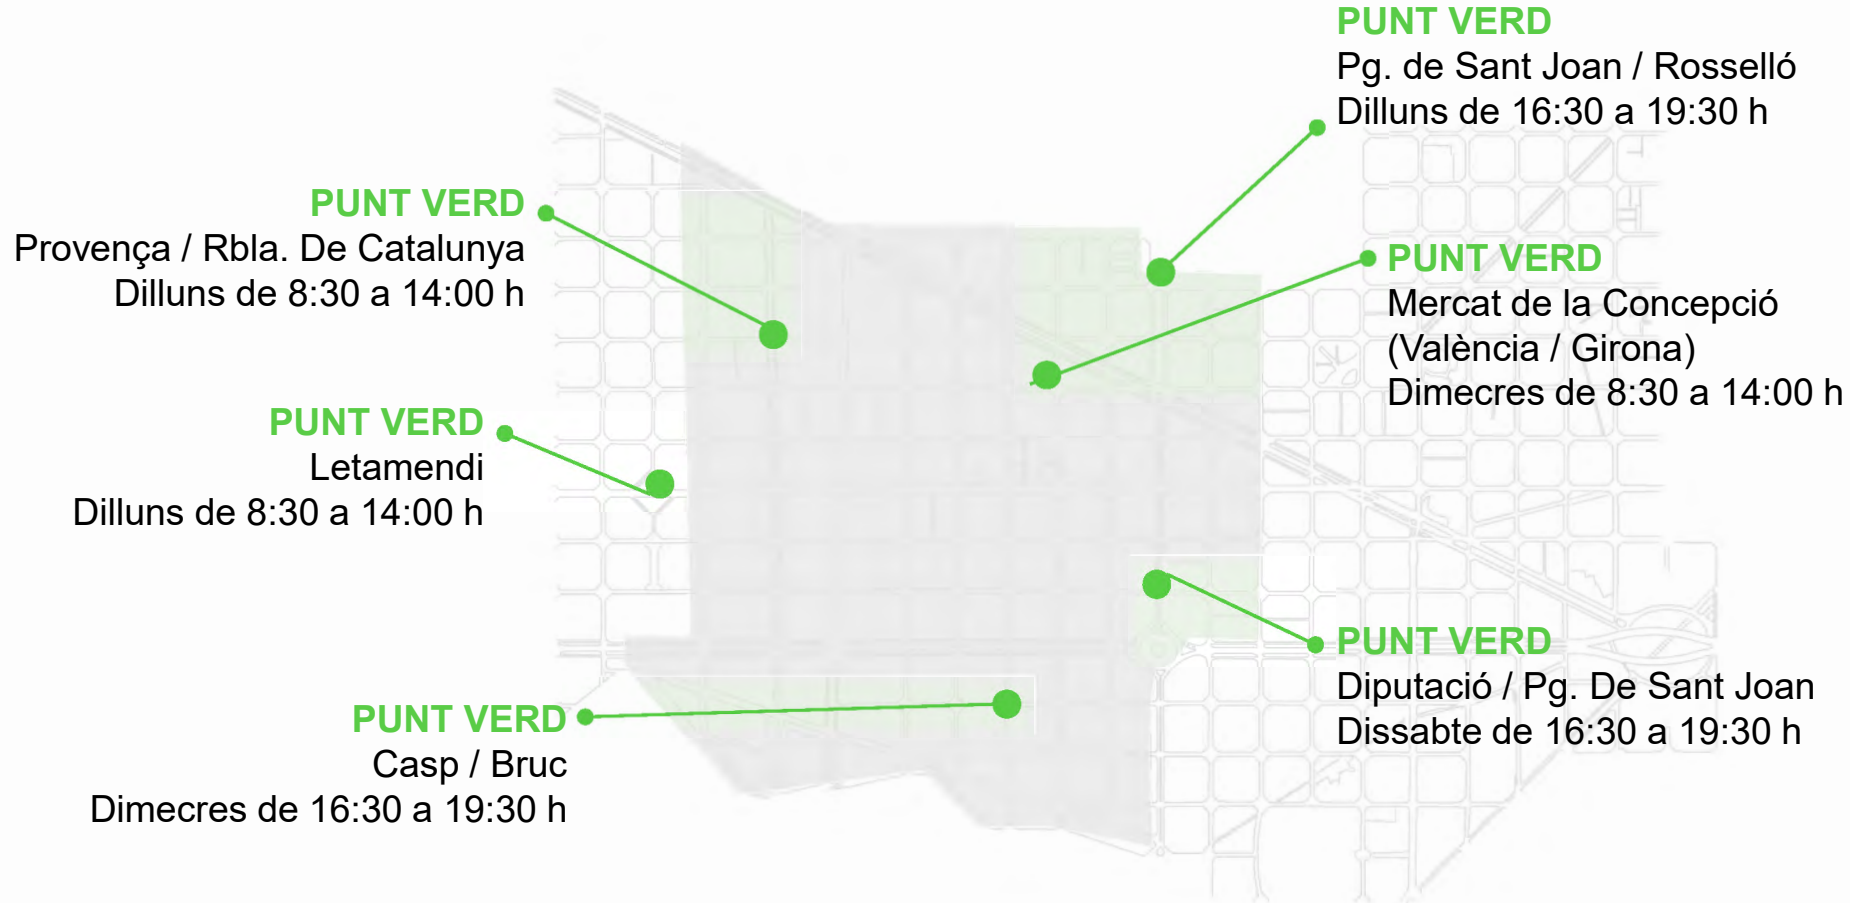 PUNT VERD
Pg. de Sant Joan / Rosselló
Dilluns de 16:30 a 19:30 h
PUNT VERD
Provença / Rbla. De Catalunya
Dilluns de 8:30 a 14:00 h
PUNT VERD
Mercat de la Concepció
(València / Girona)
Dimecres de 8:30 a 14:00 h
PUNT VERD
Letamendi
Dilluns de 8:30 a 14:00 h
PUNT VERD
Diputació / Pg. De Sant Joan
Dissabte de 16:30 a 19:30 h
PUNT VERD
Casp / Bruc
Dimecres de 16:30 a 19:30 h